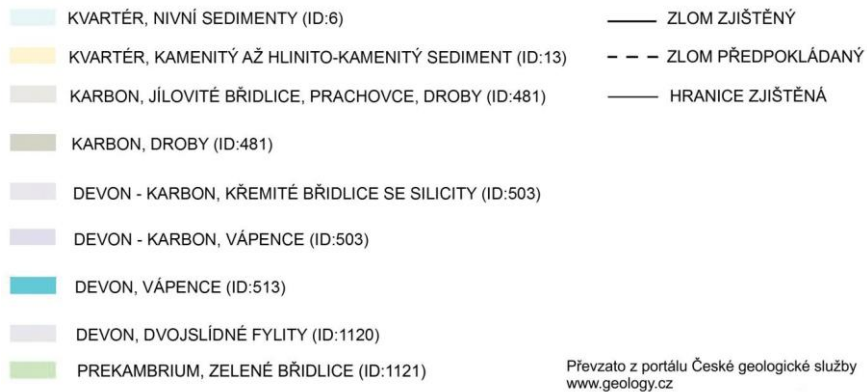 KVARTÉR, NIVNÍ SEDIMENTY (ID:6)
KVARTÉR, KAMENITÝ AŽ HLINITO-KAMENITÝ SEDIMENT (ID:13)
KARBON, JÍLOVITÉ BŘIDLICE, PRACHOVCE, DROBY (ID:481)
KARBON, DROBY (ID:481)
DEVON - KARBON, KŘEMITÉ BŘIDLICE SE SILICITY (ID:503)
DEVON - KARBON, VÁPENCE (ID:503)
DEVON, VÁPENCE (ID:513)
DEVON, DVOJSLÍDNÉ FYLITY (ID:1120)
PREKAMBRIUM, ZELENÉ BŘIDLICE (ID:1121)
ZLOM ZJIŠTĚNÝ
ZLOM PŘEDPOKLÁDANÝ
HRANICE ZJIŠTĚNÁ
Převzato z portálu České geologické služby
www.geology.cz